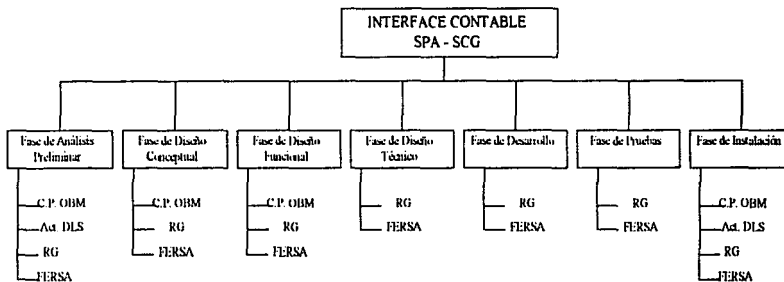 INTERFACE CONTABLE
SPA - SCG
Fase de Análisis
Preliminar
C.P. OBM
Act. DLS
RG
FERSA
Fase de Diseño
Conceptual
C.P. OBM
RG
FERSA
Fase de Diseño
Funcional
C.P. OBM
RG
FERSA
Fase de Diseño
Técnico
RG
FERSA
Fase de Desarrollo
RG
FERSA
Fase de Pruebas
RG
FERSA
Fase de Instalación
C.P. OBM
Act. DLS
RG
FERSA